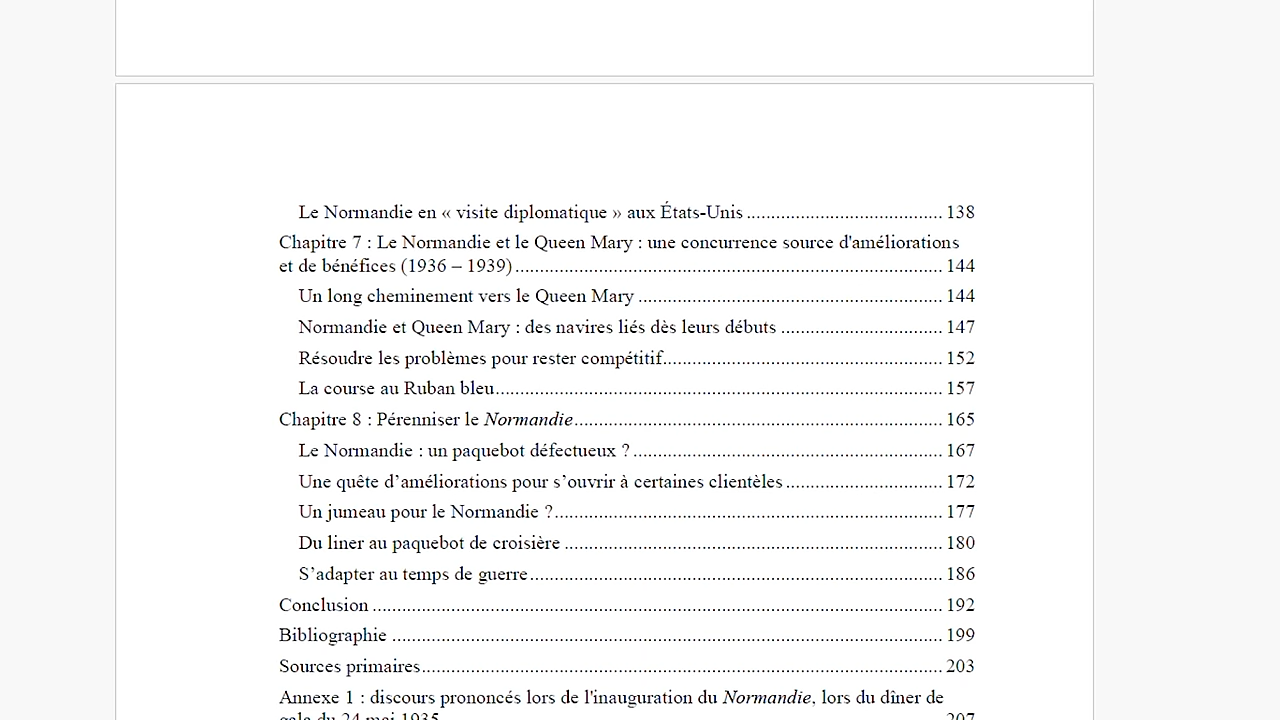 Le Normandie en « visite diplomatique » aux États-Unis ........................................ 138
Chapitre 7 : Le Normandie et le Queen Mary : une concurrence source d'améliorations
et de bénéfices (1936 – 1939) ........................................ 144
Un long cheminement vers le Queen Mary ........................................ 144
Normandie et Queen Mary : des navires liés dès leurs débuts ........................................ 147
Résoudre les problèmes pour rester compétitif ........................................ 152
La course au Ruban bleu ........................................ 157
Chapitre 8 : Pérenniser le Normandie ........................................ 165
Le Normandie : un paquebot défectueux ? ........................................ 167
Une quête d’améliorations pour s’ouvrir à certaines clientèles ........................................ 172
Un jumeau pour le Normandie ? ........................................ 177
Du liner au paquebot de croisière ........................................ 180
S’adapter au temps de guerre ........................................ 186
Conclusion ........................................ 192
Bibliographie ........................................ 199
Sources primaires ........................................ 203
Annexe 1 : discours prononcés lors de l'inauguration du Normandie, lors du dîner de
gala du 24 mai 1935 ........................................ 207